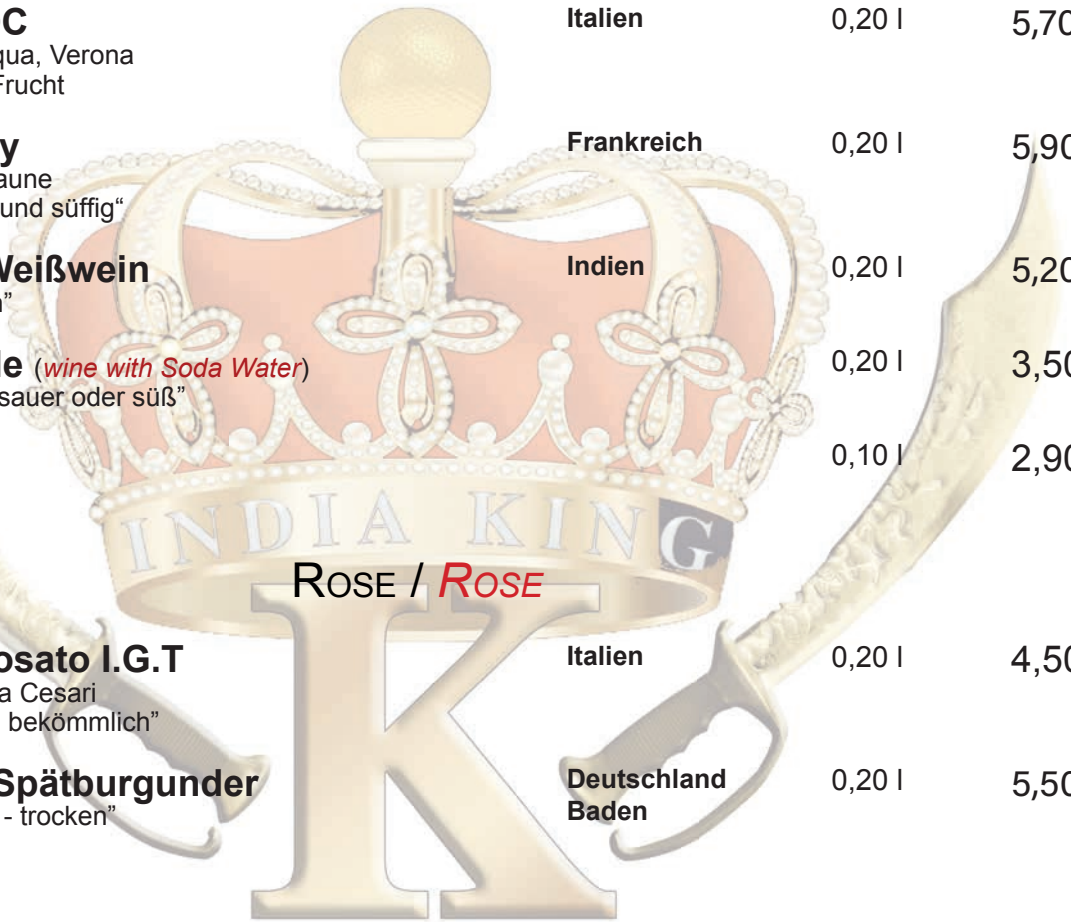 C Italien 0,20 l 5,70
qua, Verona
Frucht
y Frankreich 0,20 l 5,90
aune
und süffig“
Weißwein Indien 0,20 l 5,20
”
le (wine with Soda Water) 0,20 l 3,50
sauer oder süß”
0,10 l 2,90
INDIA KING
ROSE / ROSE
K
osato I.G.T Italien 0,20 l 4,50
a Cesari
bekömmlich”
Spätburgunder Deutschland 0,20 l 5,50
Baden
- trocken”